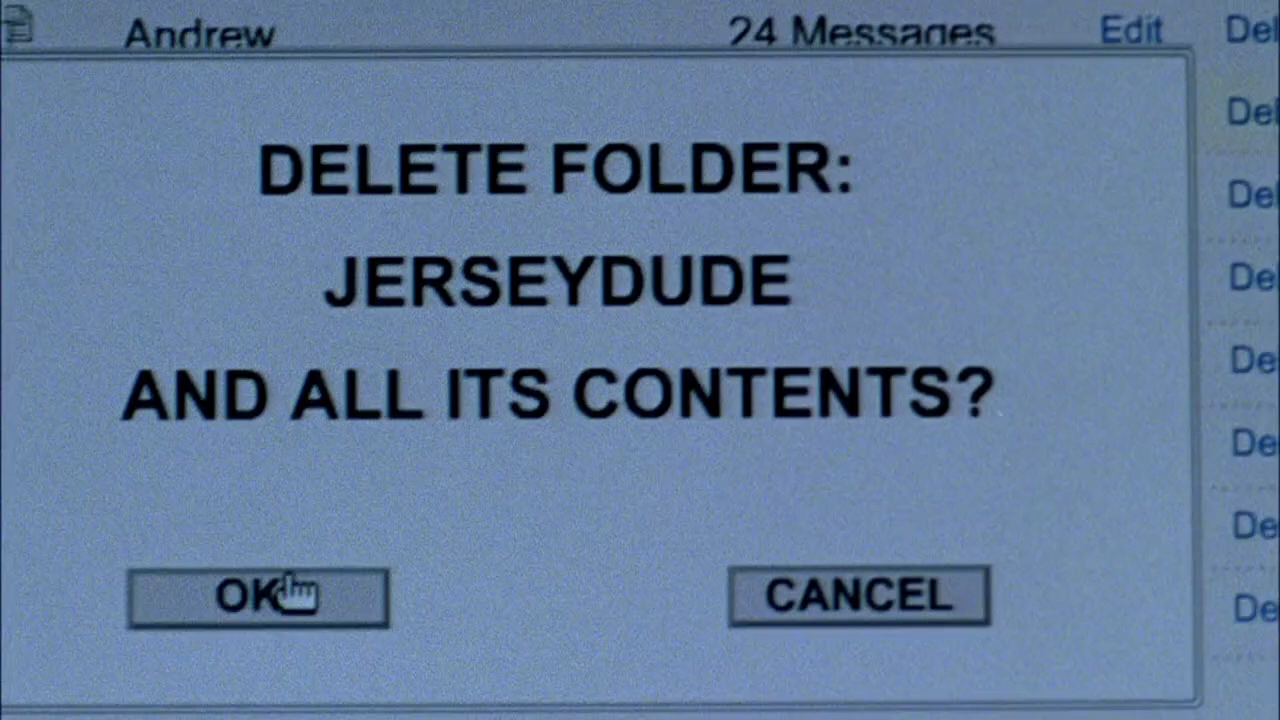 Andrew 24 Messages Edit
DELETE FOLDER:
JERSEYDUDE
AND ALL ITS CONTENTS?
OK CANCEL